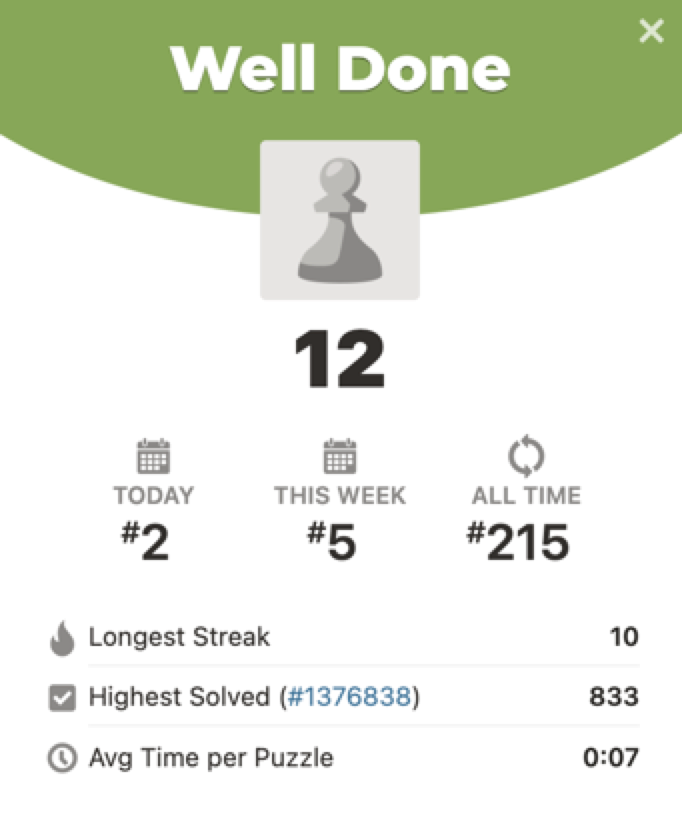 Well Done
12
TODAY THIS WEEK ALL TIME
#2 #5 #215
Longest Streak 10
Highest Solved (#1376838) 833
Avg Time per Puzzle 0:07